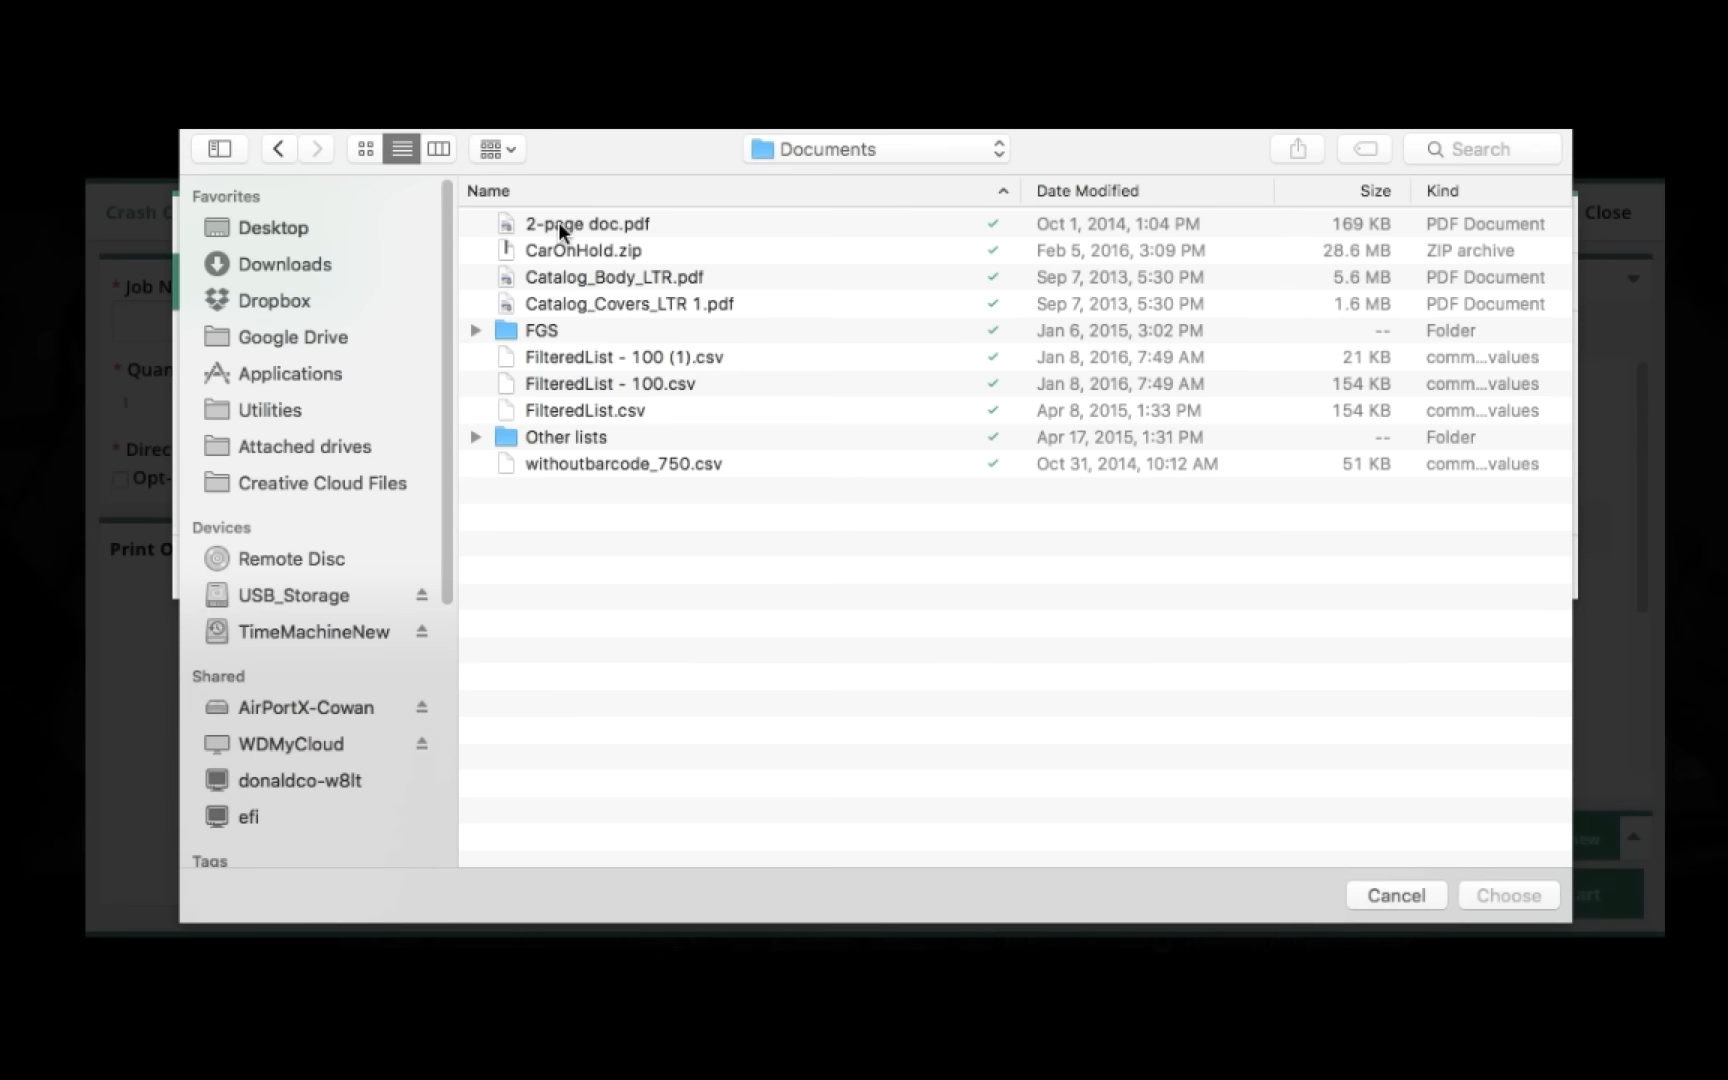 Documents
Search
Favorites
Desktop
Downloads
Dropbox
Google Drive
Applications
Utilities
Attached drives
Creative Cloud Files
Devices
Remote Disc
USB_Storage
TimeMachineNew
Shared
AirPortX-Cowan
WDMyCloud
donaldco-w8lt
efi
Tags
Name Date Modified Size Kind
2-page doc.pdf Oct 1, 2014, 1:04 PM 169 KB PDF Document
CarOnHold.zip Feb 5, 2016, 3:09 PM 28.6 MB ZIP archive
Catalog_Body_LTR.pdf Sep 7, 2013, 5:30 PM 5.6 MB PDF Document
Catalog_Covers_LTR 1.pdf Sep 7, 2013, 5:30 PM 1.6 MB PDF Document
FGS Jan 6, 2015, 3:02 PM -- Folder
FilteredList - 100 (1).csv Jan 8, 2016, 7:49 AM 21 KB comm...values
FilteredList - 100.csv Jan 8, 2016, 7:49 AM 154 KB comm...values
FilteredList.csv Apr 8, 2015, 1:33 PM 154 KB comm...values
Other lists Apr 17, 2015, 1:31 PM -- Folder
withoutbarcode_750.csv Oct 31, 2014, 10:12 AM 51 KB comm...values
Cancel Choose
Crash C
Close
* Job N
* Quan
1
* Direc
Opt-
Print O